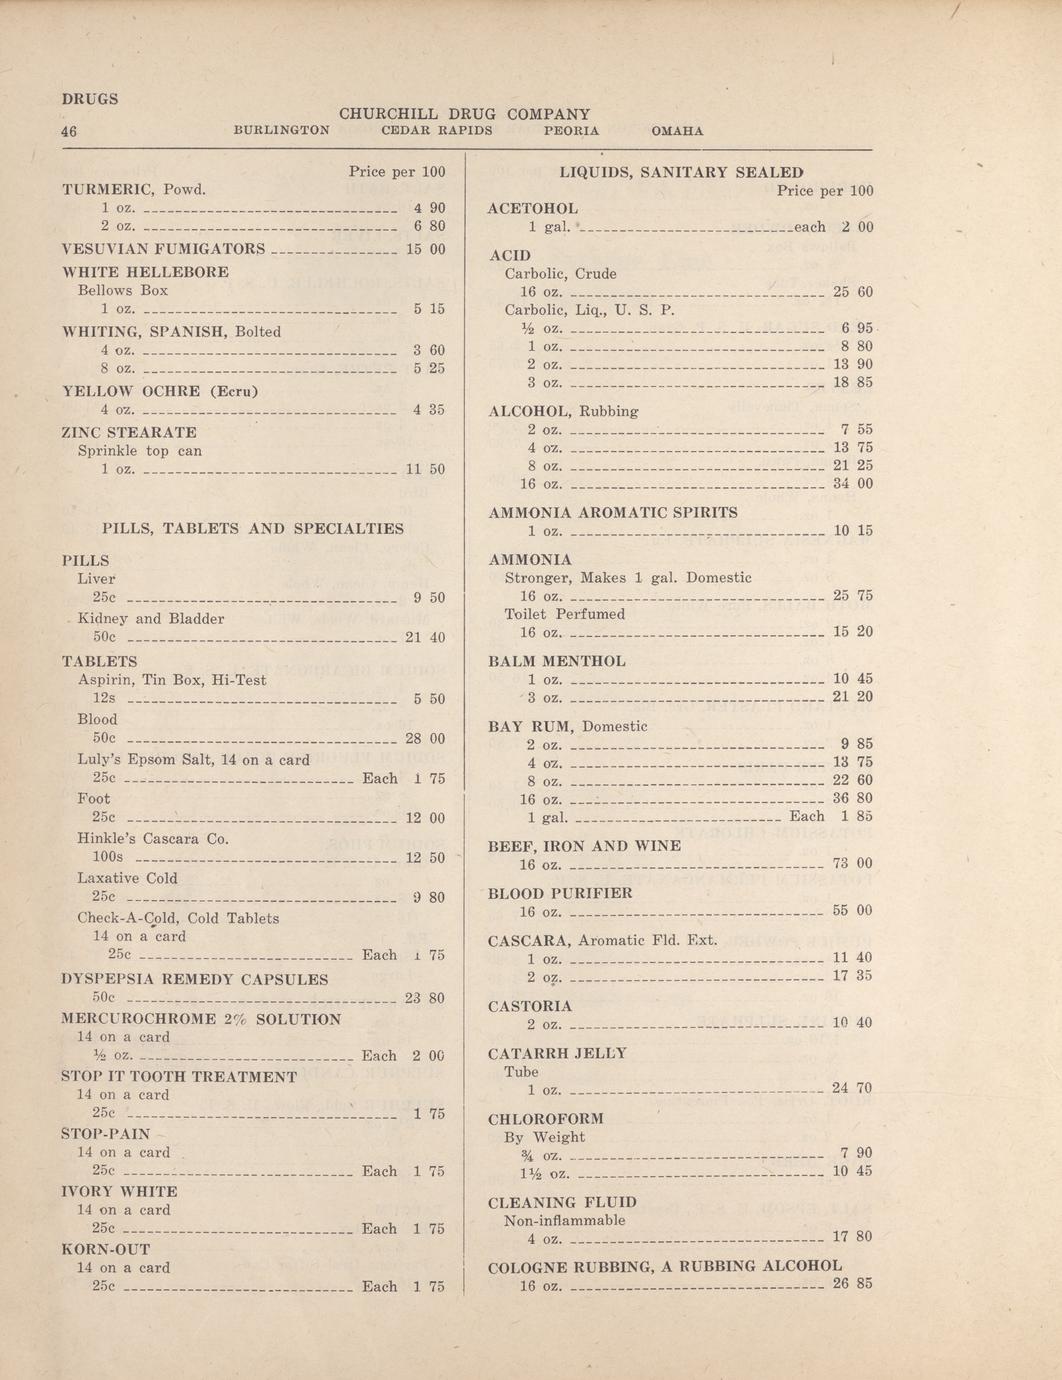 DRUGS
CHURCHILL DRUG COMPANY
46 BURLINGTON CEDAR RAPIDS PEORIA OMAHA
Price per 100
TURMERIC, Powd.
1 oz. 4 90
2 oz. 6 80
VESUVIAN FUMIGATORS 15 00
WHITE HELLEBORE
Bellows Box
1 oz. 5 15
WHITING, SPANISH, Bolted
4 oz. 3 60
8 oz. 5 25
YELLOW OCHRE (Ecru)
4 oz. 4 35
ZINC STEARATE
Sprinkle top can
1 oz. 11 50
PILLS, TABLETS AND SPECIALTIES
PILLS
Liver
25c 9 50
Kidney and Bladder
50c 21 40
TABLETS
Aspirin, Tin Box, Hi-Test
12s 5 50
Blood
50c 28 00
Luly's Epsom Salt, 14 on a card
25c Each 1 75
Foot
25c 12 00
Hinkle's Cascara Co.
100s 12 50
Laxative Cold
25c 9 80
Check-A-Cold, Cold Tablets
14 on a card
25c Each 1 75
DYSPEPSIA REMEDY CAPSULES
50c 23 80
MERCUROCHROME 2% SOLUTION
14 on a card
½ oz. Each 2 00
STOP IT TOOTH TREATMENT
14 on a card
25c 1 75
STOP-PAIN
14 on a card
25c Each 1 75
IVORY WHITE
14 on a card
25c Each 1 75
KORN-OUT
14 on a card
25c Each 1 75
LIQUIDS, SANITARY SEALED
Price per 100
ACETOHOL
1 gal. each 2 00
ACID
Carbolic, Crude
16 oz. 25 60
Carbolic, Liq., U. S. P.
½ oz. 6 95
1 oz. 8 80
2 oz. 13 90
3 oz. 18 85
ALCOHOL, Rubbing
2 oz. 7 55
4 oz. 13 75
8 oz. 21 25
16 oz. 34 00
AMMONIA AROMATIC SPIRITS
1 oz. 10 15
AMMONIA
Stronger, Makes 1 gal. Domestic
16 oz. 25 75
Toilet Perfumed
16 oz. 15 20
BALM MENTHOL
1 oz. 10 45
3 oz. 21 20
BAY RUM, Domestic
2 oz. 9 85
4 oz. 13 75
8 oz. 22 60
16 oz. 36 80
1 gal. Each 1 85
BEEF, IRON AND WINE
16 oz. 73 00
BLOOD PURIFIER
16 oz. 55 00
CASCARA, Aromatic Fld. Ext.
1 oz. 11 40
2 oz. 17 35
CASTORIA
2 oz. 10 40
CATARRH JELLY
Tube
1 oz. 24 70
CHLOROFORM
By Weight
¾ oz. 7 90
1½ oz. 10 45
CLEANING FLUID
Non-inflammable
4 oz. 17 80
COLOGNE RUBBING, A RUBBING ALCOHOL
16 oz. 26 85